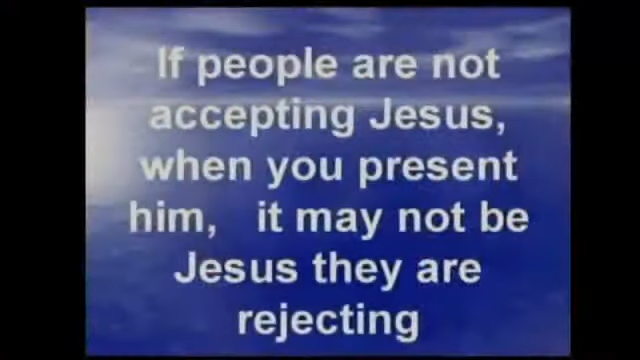 If people are not
accepting Jesus,
when you present
him, it may not be
Jesus they are
rejecting